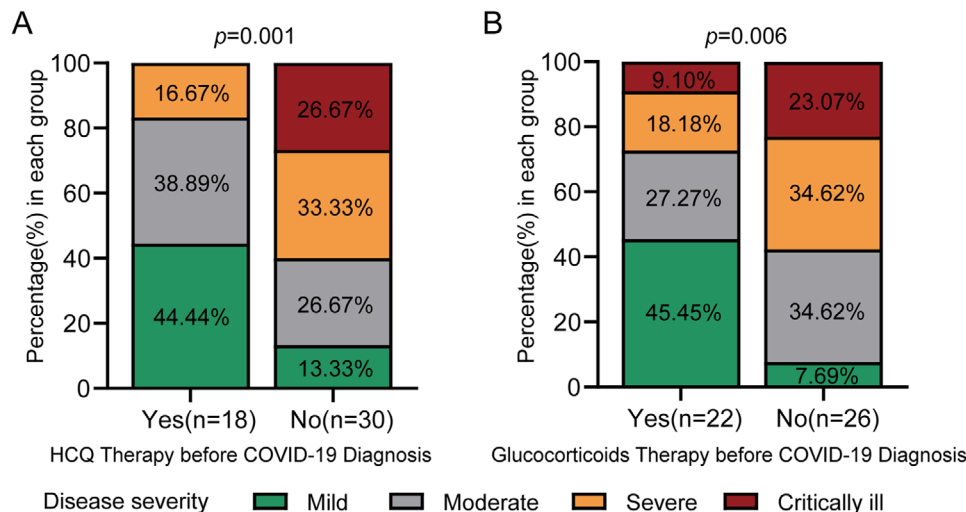 A
p=0.001
Percentage(%) in each group
100
80
60
40
20
0
16.67%
38.89%
44.44%
26.67%
33.33%
26.67%
13.33%
Yes(n=18)
No(n=30)
HCQ Therapy before COVID-19 Diagnosis
B
p=0.006
Percentage(%) in each group
100
80
60
40
20
0
9.10%
18.18%
27.27%
45.45%
23.07%
34.62%
34.62%
7.69%
Yes(n=22)
No(n=26)
Glucocorticoids Therapy before COVID-19 Diagnosis
Disease severity Mild Moderate Severe Critically ill